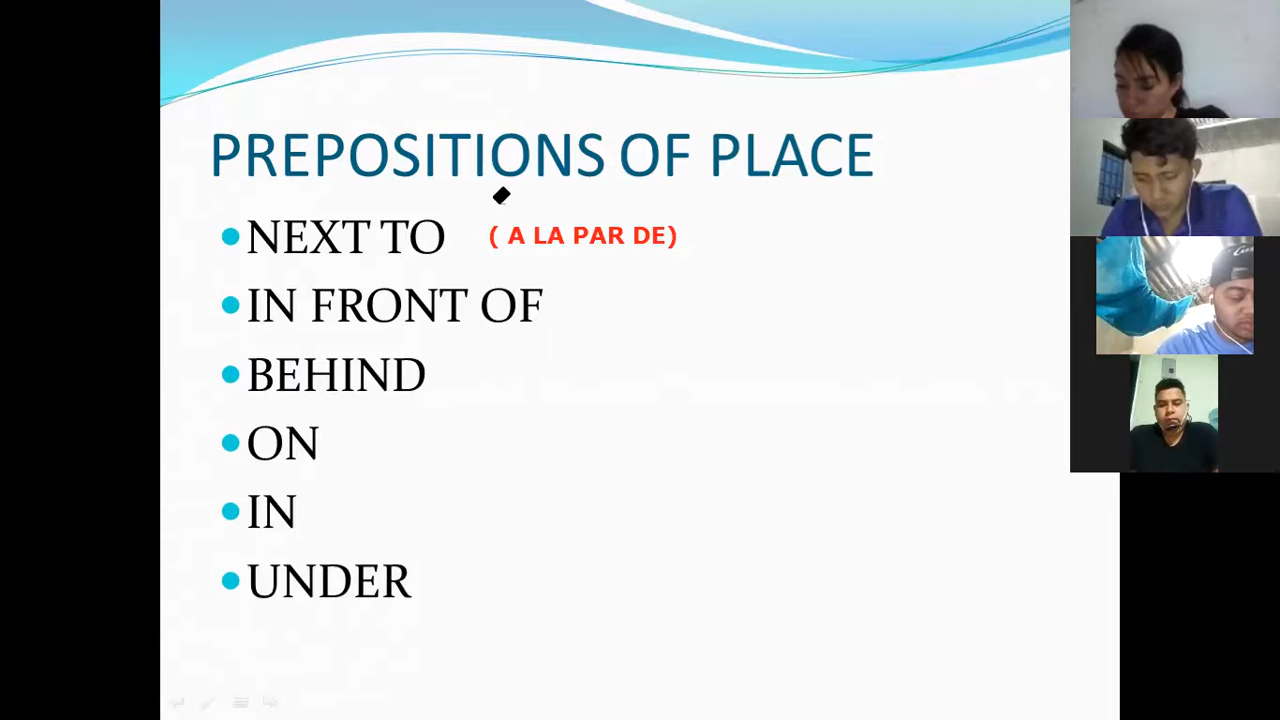 PREPOSITIONS OF PLACE
NEXT TO ( A LA PAR DE)
IN FRONT OF
BEHIND
ON
IN
UNDER